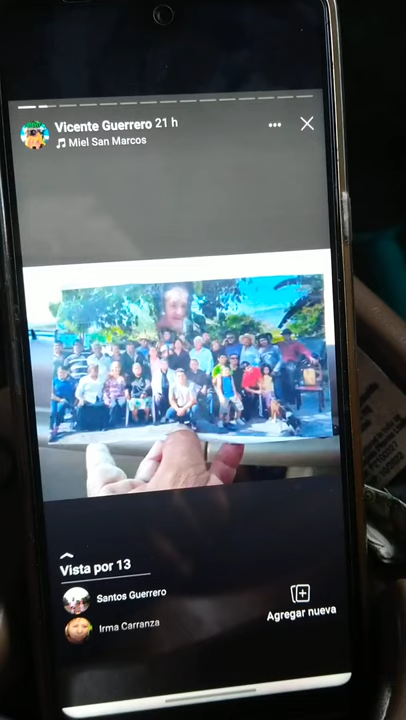 Vicente Guerrero 21 h
Miel San Marcos
Vista por 13
Santos Guerrero
Irma Carranza
Agregar nueva